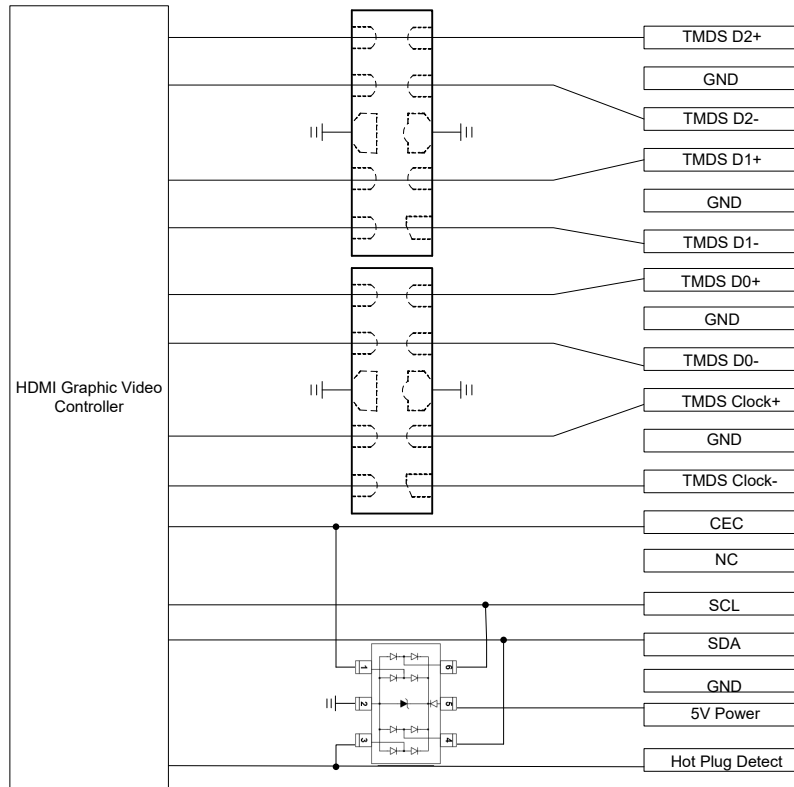 TMDS D2+
GND
TMDS D2-
TMDS D1+
GND
TMDS D1-
TMDS D0+
GND
TMDS D0-
HDMI Graphic Video
Controller
TMDS Clock+
GND
TMDS Clock-
CEC
NC
SCL
SDA
1
6
GND
2
5
5V Power
3
4
Hot Plug Detect